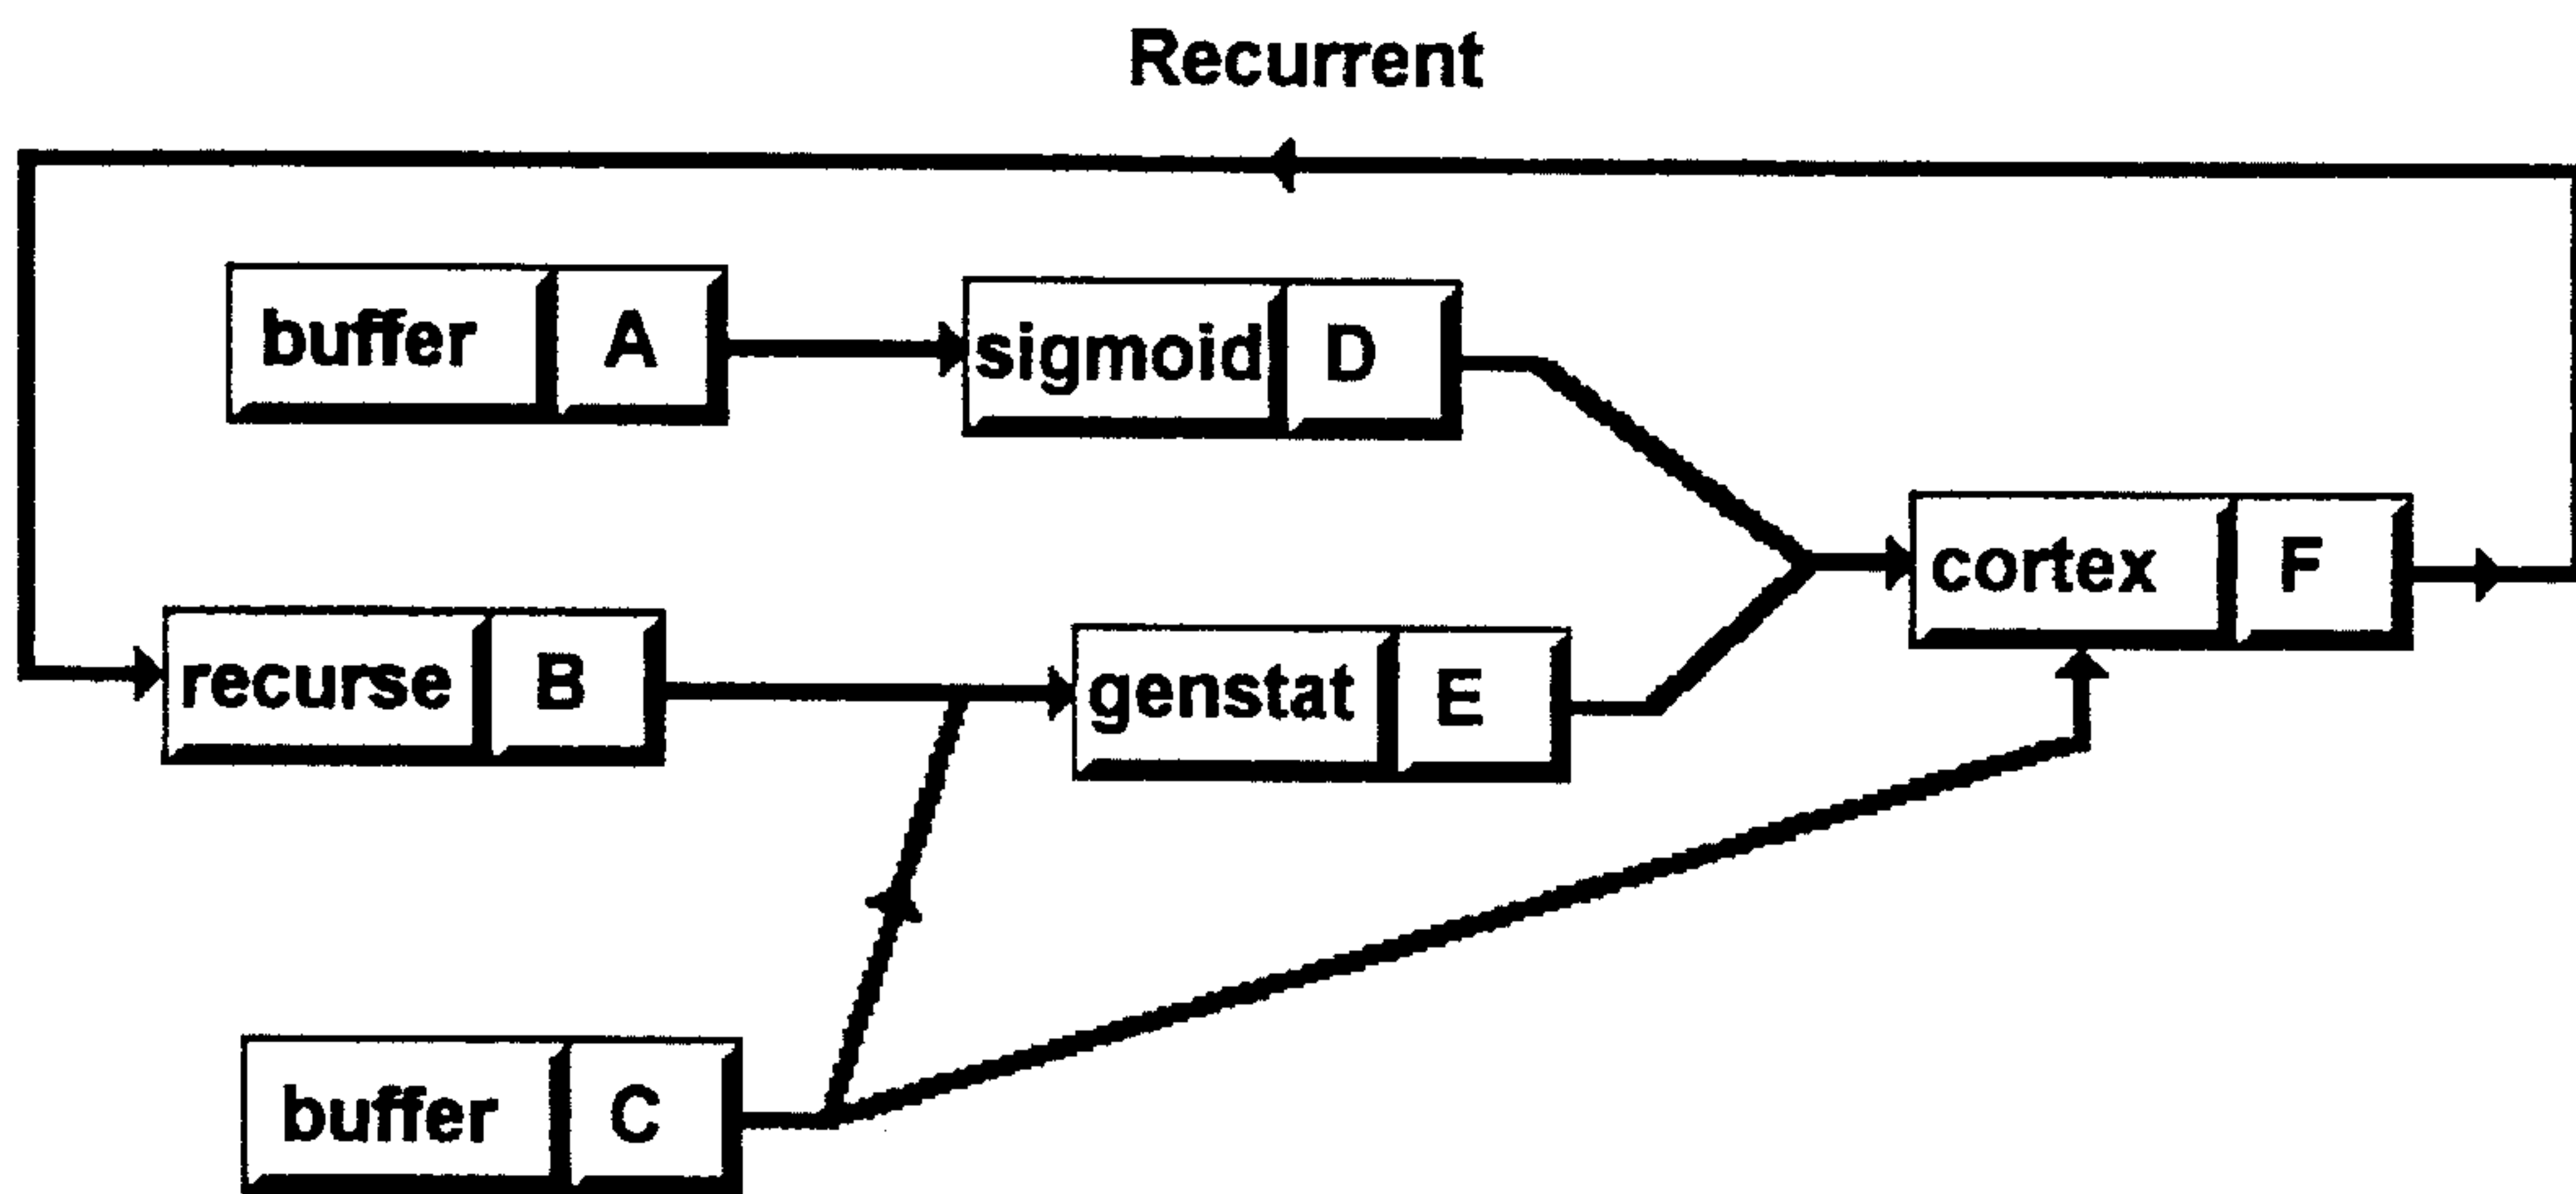 Recurrent
buffer A
sigmoid D
cortex F
recurse B
genstat E
buffer C